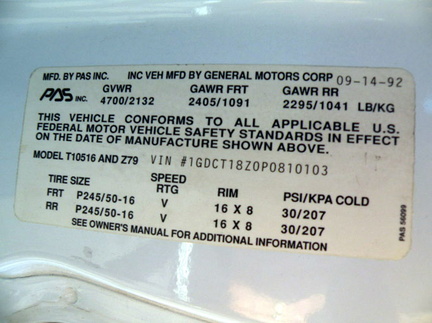 MFD. BY PAS INC. INC VEH MFD BY GENERAL MOTORS CORP 09-14-92
PAS INC. GVWR GAWR FRT GAWR RR
4700/2132 2405/1091 2295/1041 LB/KG
THIS VEHICLE CONFORMS TO ALL APPLICABLE U.S.
FEDERAL MOTOR VEHICLE SAFETY STANDARDS IN EFFECT
ON THE DATE OF MANUFACTURE SHOWN ABOVE.
MODEL T10516 AND Z79 VIN #1GDCT18Z0P0810103
TIRE SIZE SPEED RTG RIM PSI/KPA COLD
FRT P245/50-16 V 16 X 8 30/207
RR P245/50-16 V 16 X 8 30/207
SEE OWNER'S MANUAL FOR ADDITIONAL INFORMATION
PAS 56099